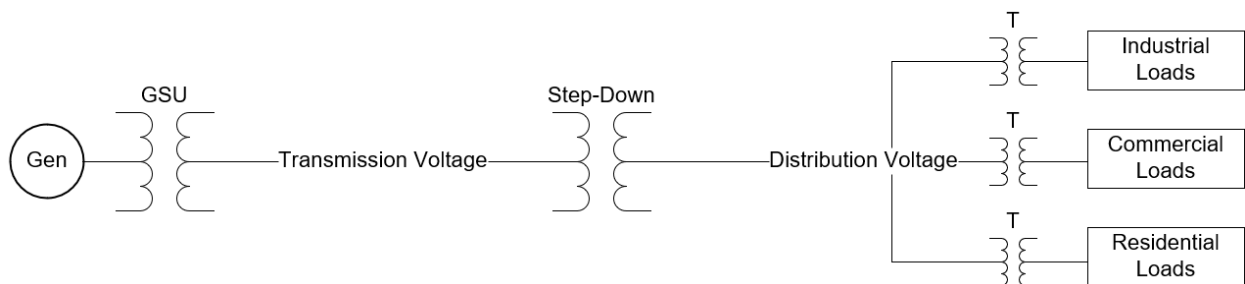 Gen
GSU
Transmission Voltage
Step-Down
Distribution Voltage
T
Industrial
Loads
T
Commercial
Loads
T
Residential
Loads